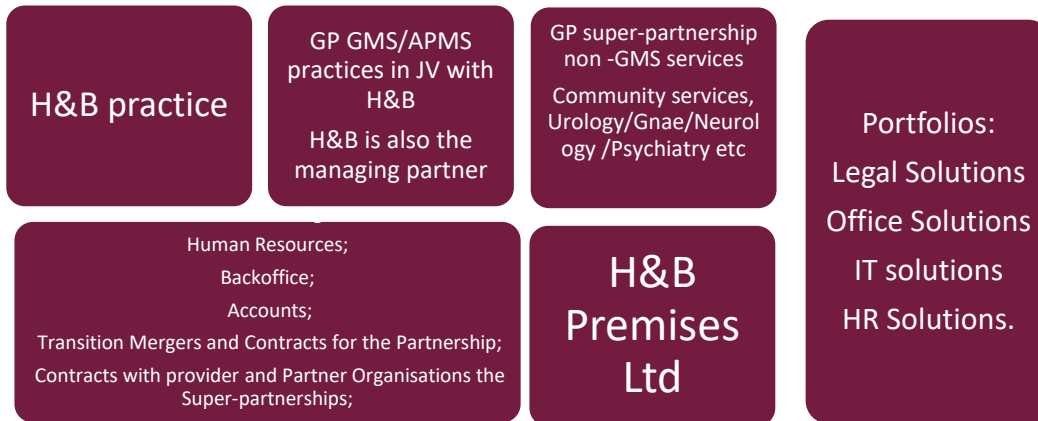 H&B practice
GP GMS/APMS
practices in JV with
H&B
H&B is also the
managing partner
GP super-partnership
non -GMS services
Community services,
Urology/Gnae/Neurol
ogy /Psychiatry etc
Portfolios:
Legal Solutions
Office Solutions
IT solutions
HR Solutions.
Human Resources;
Backoffice;
Accounts;
Transition Mergers and Contracts for the Partnership;
Contracts with provider and Partner Organisations the
Super-partnerships;
H&B
Premises
Ltd